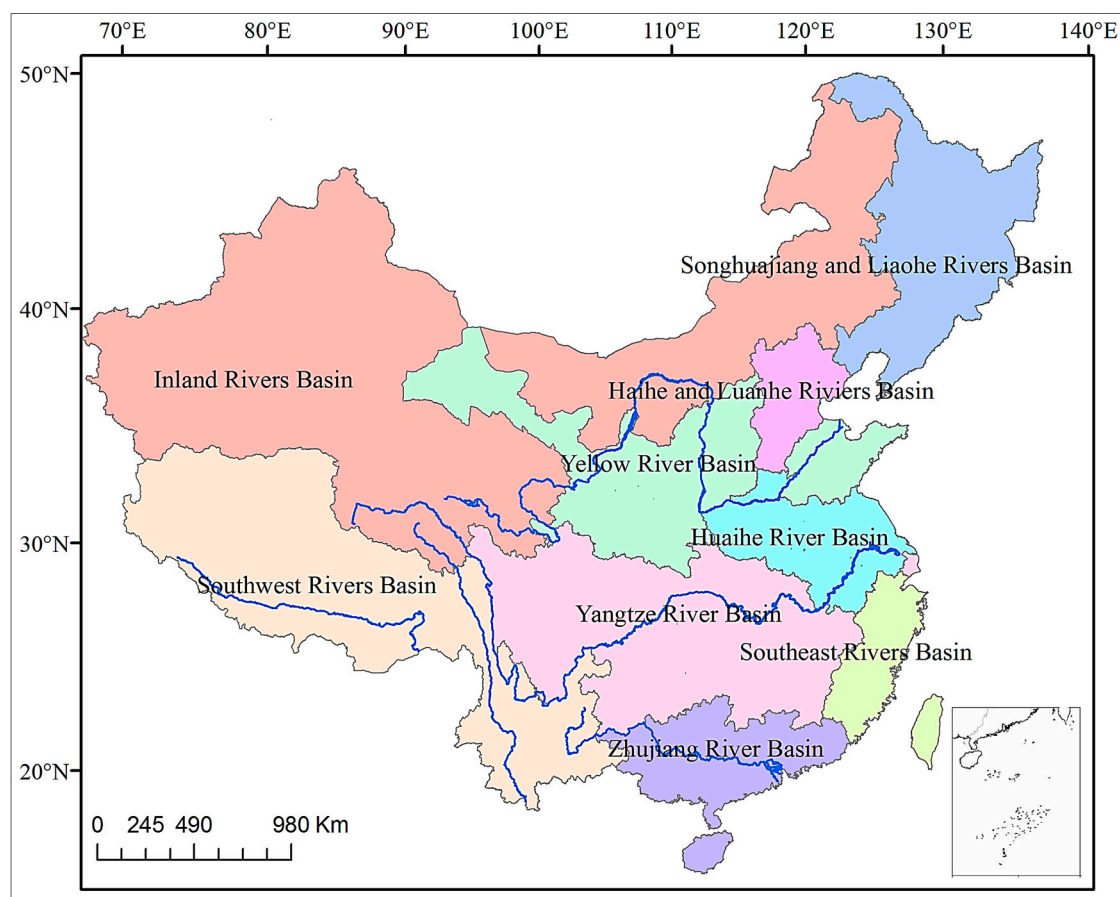 70°E 80°E 90°E 100°E 110°E 120°E 130°E 140°E
50°N
Songhuajiang and Liaohe Rivers Basin
40°N
Inland Rivers Basin
Haihe and Luanhe Riviers Basin
Yellow River Basin
Huaihe River Basin
30°N
Southwest Rivers Basin
Yangtze River Basin
Southeast Rivers Basin
Zhujiang River Basin
20°N
0 245 490 980 Km